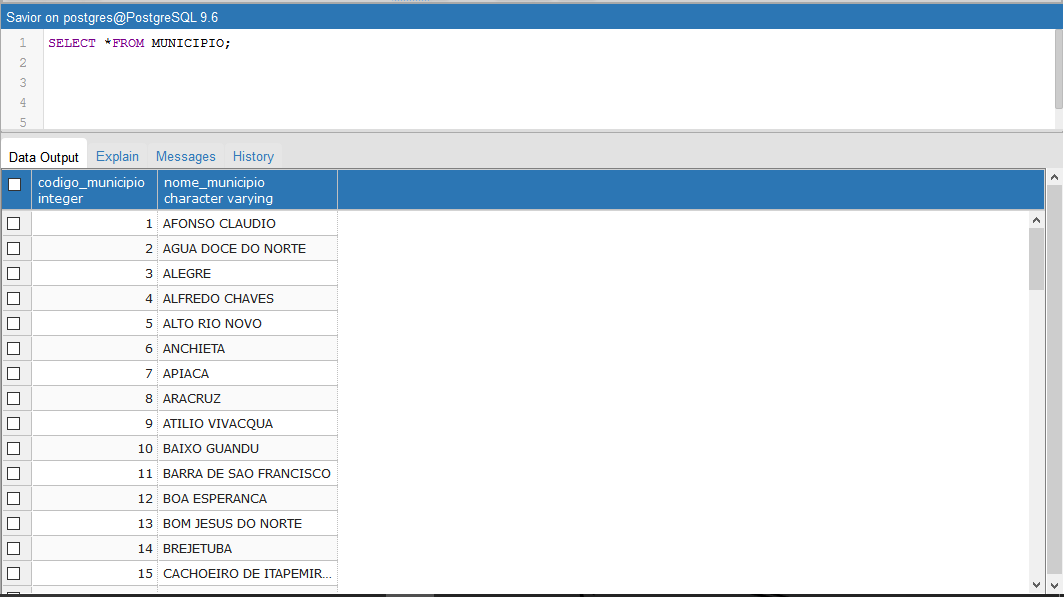 Savior on postgres@PostgreSQL 9.6
1 SELECT *FROM MUNICIPIO;
2
3
4
5
Data Output Explain Messages History
codigo_municipio nome_municipio
integer character varying
1 AFONSO CLAUDIO
2 AGUA DOCE DO NORTE
3 ALEGRE
4 ALFREDO CHAVES
5 ALTO RIO NOVO
6 ANCHIETA
7 APIACA
8 ARACRUZ
9 ATILIO VIVACQUA
10 BAIXO GUANDU
11 BARRA DE SAO FRANCISCO
12 BOA ESPERANCA
13 BOM JESUS DO NORTE
14 BREJETUBA
15 CACHOEIRO DE ITAPEMIR...